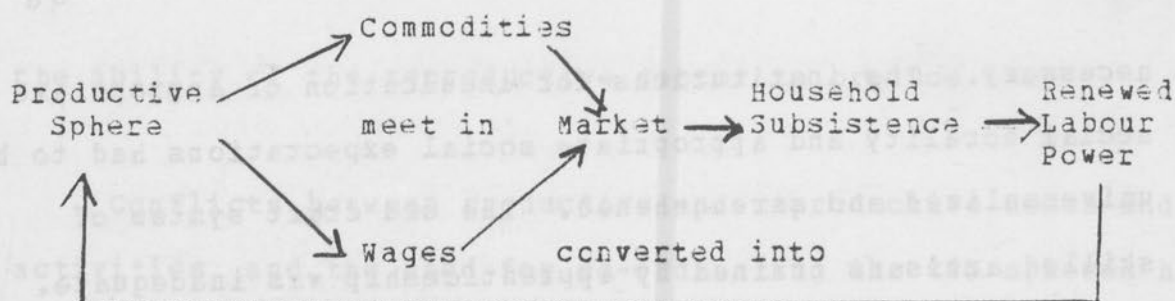 Commodities
Productive Household Renewed
Sphere meet in Market Subsistence Labour
Power
Wages converted into